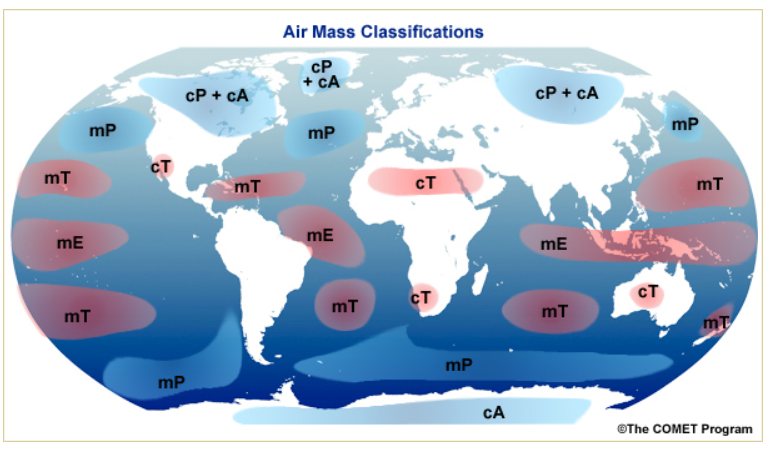 Air Mass Classifications
cP
+ cA
cP + cA
cP + cA
mP
mP
mP
cT
mT
mT
cT
mT
mE
mE
mE
mT
mT
cT
mT
cT
mT
mP
mP
cA
©The COMET Program